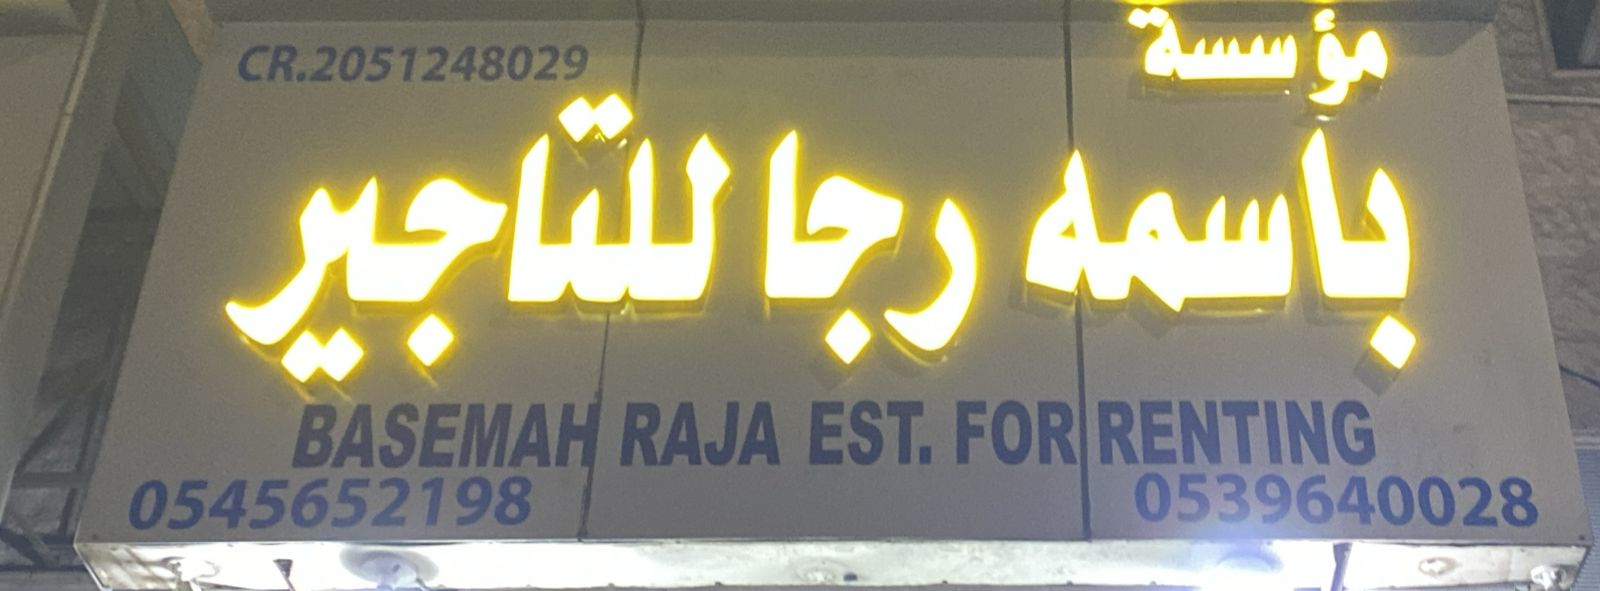 مؤسسة
CR.2051248029
باسمه رجا للتاجير
BASEMAH RAJA EST. FOR RENTING
0545652198 0539640028